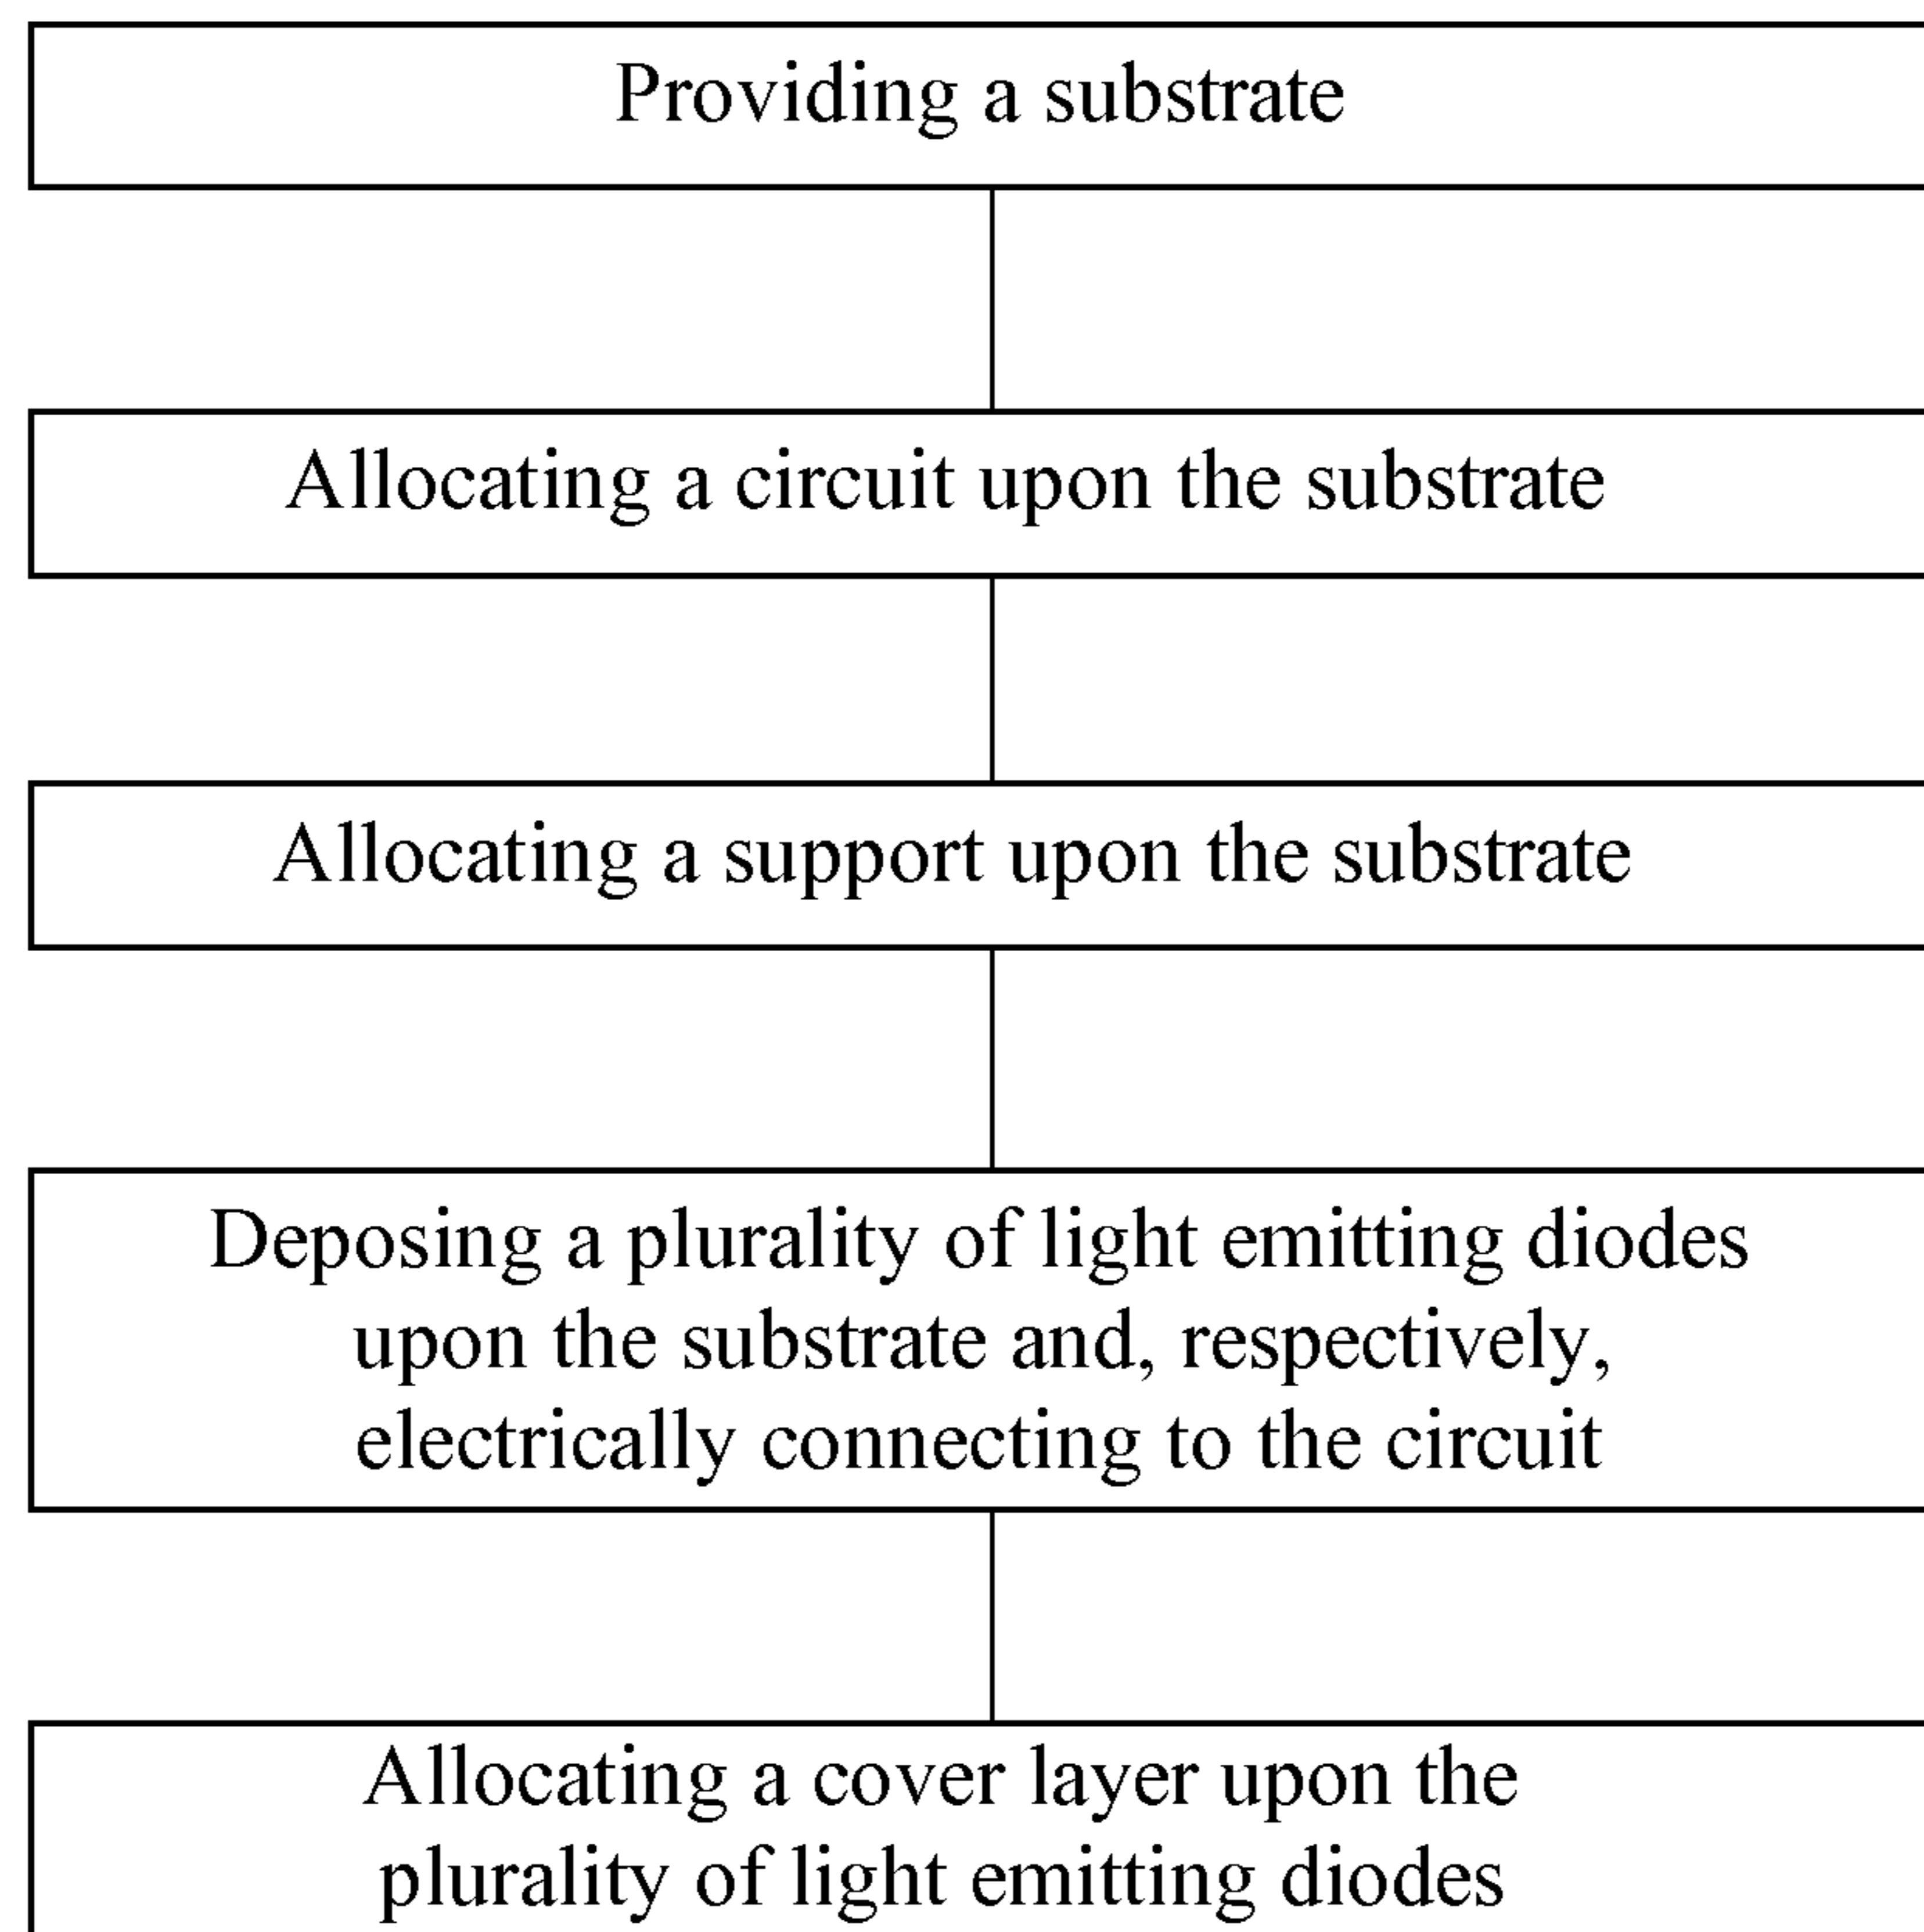 Providing a substrate
Allocating a circuit upon the substrate
Allocating a support upon the substrate
Deposing a plurality of light emitting diodes
upon the substrate and, respectively,
electrically connecting to the circuit
Allocating a cover layer upon the
plurality of light emitting diodes